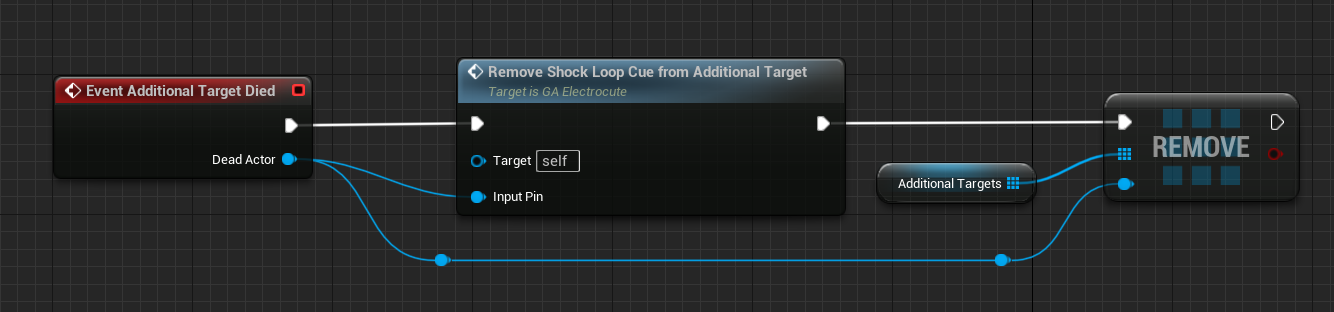 Event Additional Target Died
Dead Actor
Remove Shock Loop Cue from Additional Target
Target is GA Electrocute
Target self
Input Pin
Additional Targets
REMOVE